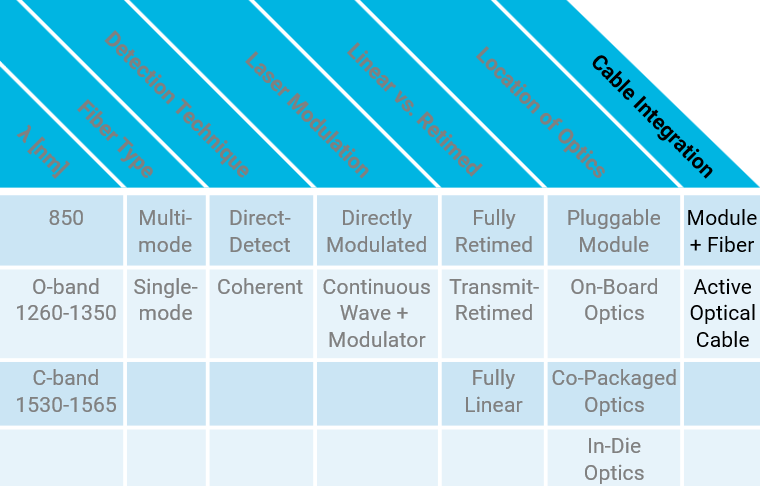 λ [nm]
Fiber Type
Detection Technique
Laser Modulation
Linear vs. Retimed
Location of Optics
Cable Integration
850
Multi-
mode
Direct-
Detect
Directly
Modulated
Fully
Retimed
Pluggable
Module
Module
+ Fiber
O-band
1260-1350
Single-
mode
Coherent
Continuous
Wave +
Modulator
Transmit-
Retimed
On-Board
Optics
Active
Optical
Cable
C-band
1530-1565
Fully
Linear
Co-Packaged
Optics
In-Die
Optics